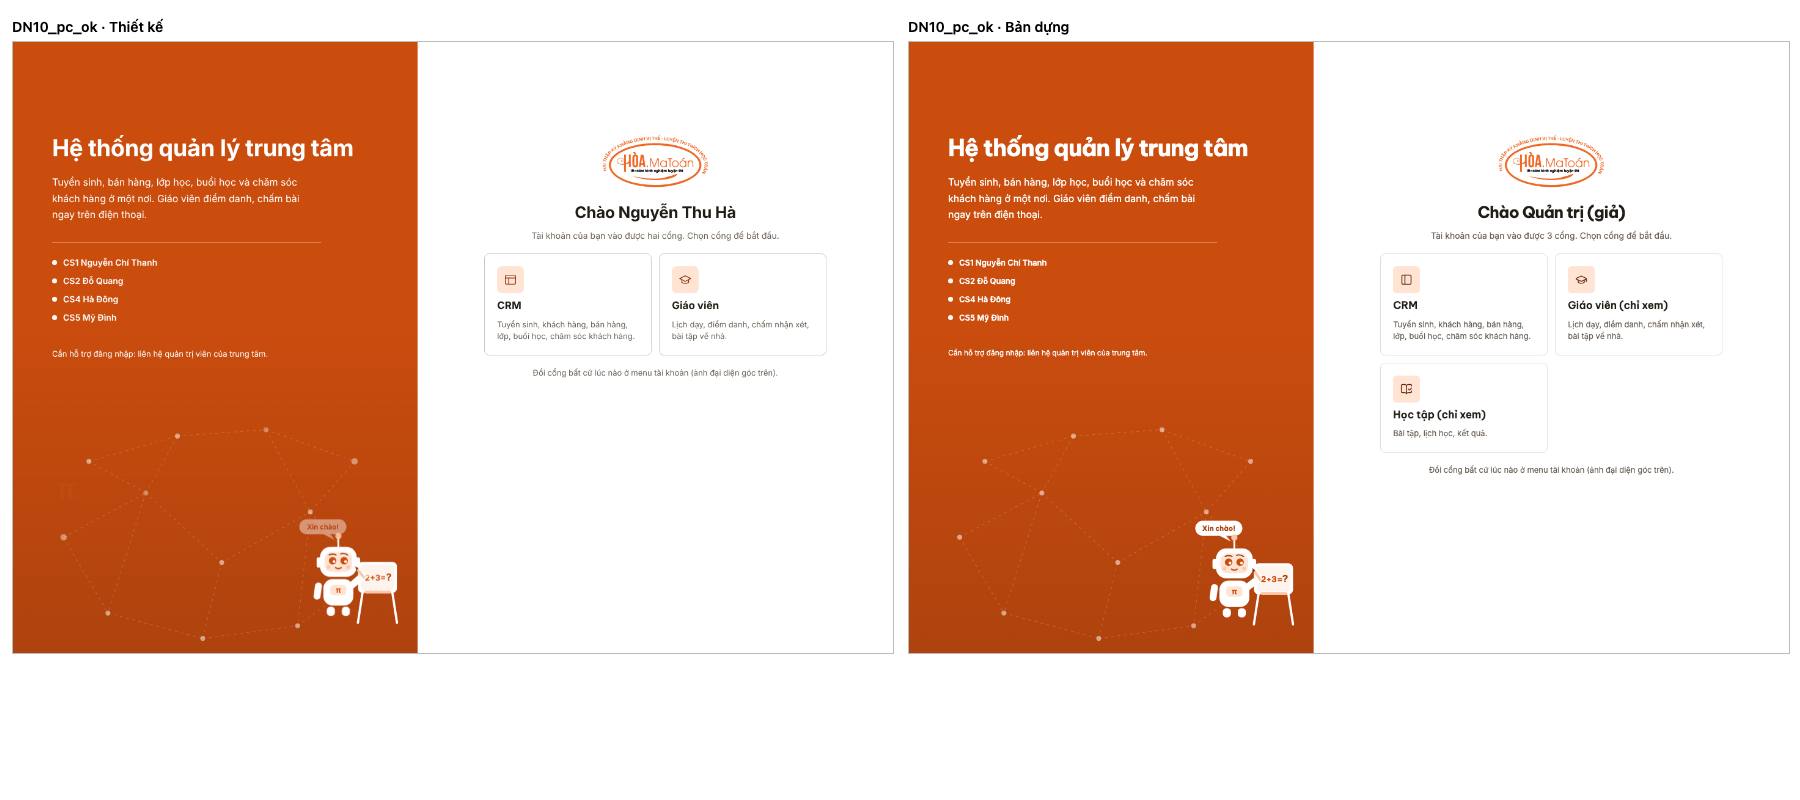 DN10_pc_ok · Thiết kế
Hệ thống quản lý trung tâm
Tuyển sinh, bán hàng, lớp học, buổi học và chăm sóc
khách hàng ở một nơi. Giáo viên điểm danh, chấm bài
ngay trên điện thoại.
CS1 Nguyễn Chí Thanh
CS2 Đỗ Quang
CS4 Hà Đông
CS5 Mỹ Đình
Cần hỗ trợ đăng nhập: liên hệ quản trị viên của trung tâm.
π
Xin chào!
2+3=?
π
HÒA.MaToán
Chào Nguyễn Thu Hà
Tài khoản của bạn vào được hai cổng. Chọn cổng để bắt đầu.
CRM
Tuyển sinh, khách hàng, bán hàng,
lớp, buổi học, chăm sóc khách hàng.
Giáo viên
Lịch dạy, điểm danh, chấm nhận xét,
bài tập về nhà.
Đổi cổng bất cứ lúc nào ở menu tài khoản (ảnh đại diện góc trên).
DN10_pc_ok · Bản dựng
Hệ thống quản lý trung tâm
Tuyển sinh, bán hàng, lớp học, buổi học và chăm sóc
khách hàng ở một nơi. Giáo viên điểm danh, chấm bài
ngay trên điện thoại.
CS1 Nguyễn Chí Thanh
CS2 Đỗ Quang
CS4 Hà Đông
CS5 Mỹ Đình
Cần hỗ trợ đăng nhập: liên hệ quản trị viên của trung tâm.
Xin chào!
2+3=?
π
HÒA.MaToán
Chào Quản trị (giả)
Tài khoản của bạn vào được 3 cổng. Chọn cổng để bắt đầu.
CRM
Tuyển sinh, khách hàng, bán hàng,
lớp, buổi học, chăm sóc khách hàng.
Giáo viên (chỉ xem)
Lịch dạy, điểm danh, chấm nhận xét,
bài tập về nhà.
Học tập (chỉ xem)
Bài tập, lịch học, kết quả.
Đổi cổng bất cứ lúc nào ở menu tài khoản (ảnh đại diện góc trên).